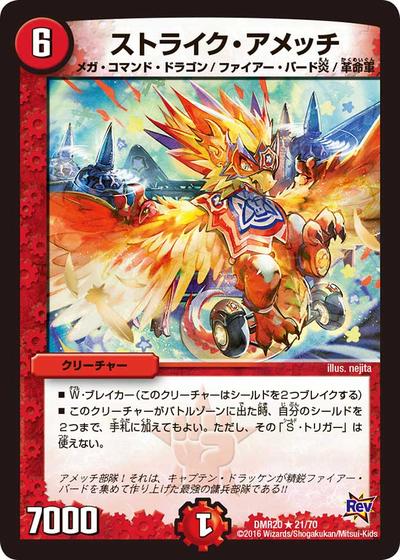 6
ストライク・アメッチ
メガ・コマンド・ドラゴン / ファイアー・バード炎 / 革命軍
illus. nejita
クリーチャー
■ W・ブレイカー(このクリーチャーはシールドを2つブレイクする)
■ このクリーチャーがバトルゾーンに出た時、自分のシールドを
2つまで、手札に加えてもよい。ただし、その「S・トリガー」は
使えない。
アメッチ部隊!それは、キャプテン・ドラッケンが精鋭ファイアー・
バードを集めて作り上げた最強の傭兵部隊である!!
Rev
7000
1
DMR20 ★ 21/70
©2016 Wizards/Shogakukan/Mitsui-Kids